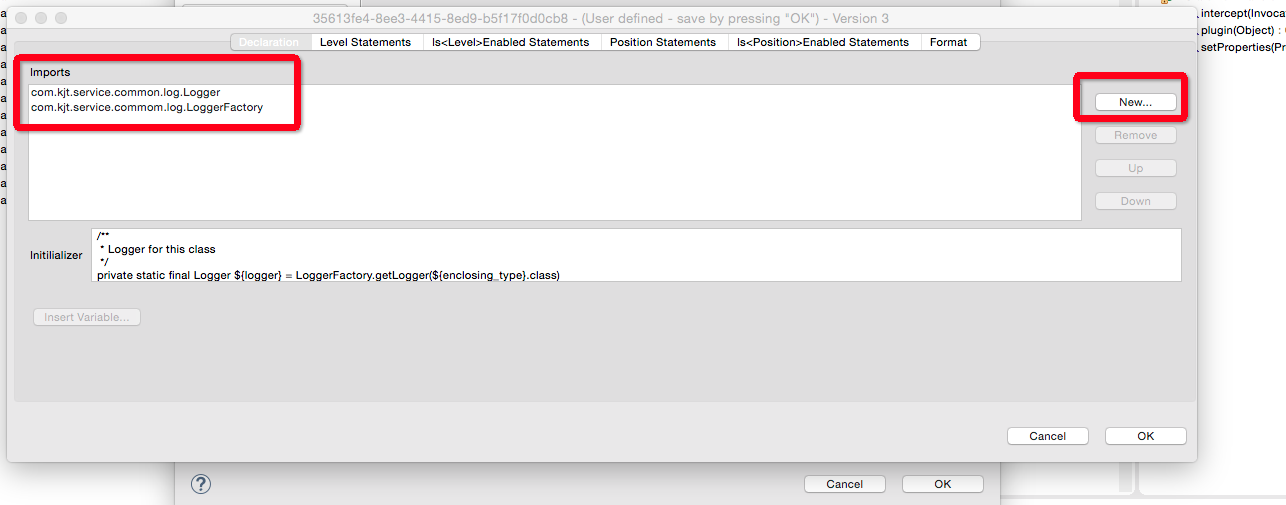 35613fe4-8ee3-4415-8ed9-b5f17f0d0cb8 - (User defined - save by pressing "OK") - Version 3
intercept(Invoca
plugin(Object) :
setProperties(Pr
Declaration Level Statements Is<Level>Enabled Statements Position Statements Is<Position>Enabled Statements Format
Imports
com.kjt.service.common.log.Logger
com.kjt.service.commom.log.LoggerFactory
New...
Remove
Up
Down
Initilializer
/**
* Logger for this class
*/
private static final Logger ${logger} = LoggerFactory.getLogger(${enclosing_type}.class)
Insert Variable...
Cancel OK
? Cancel OK